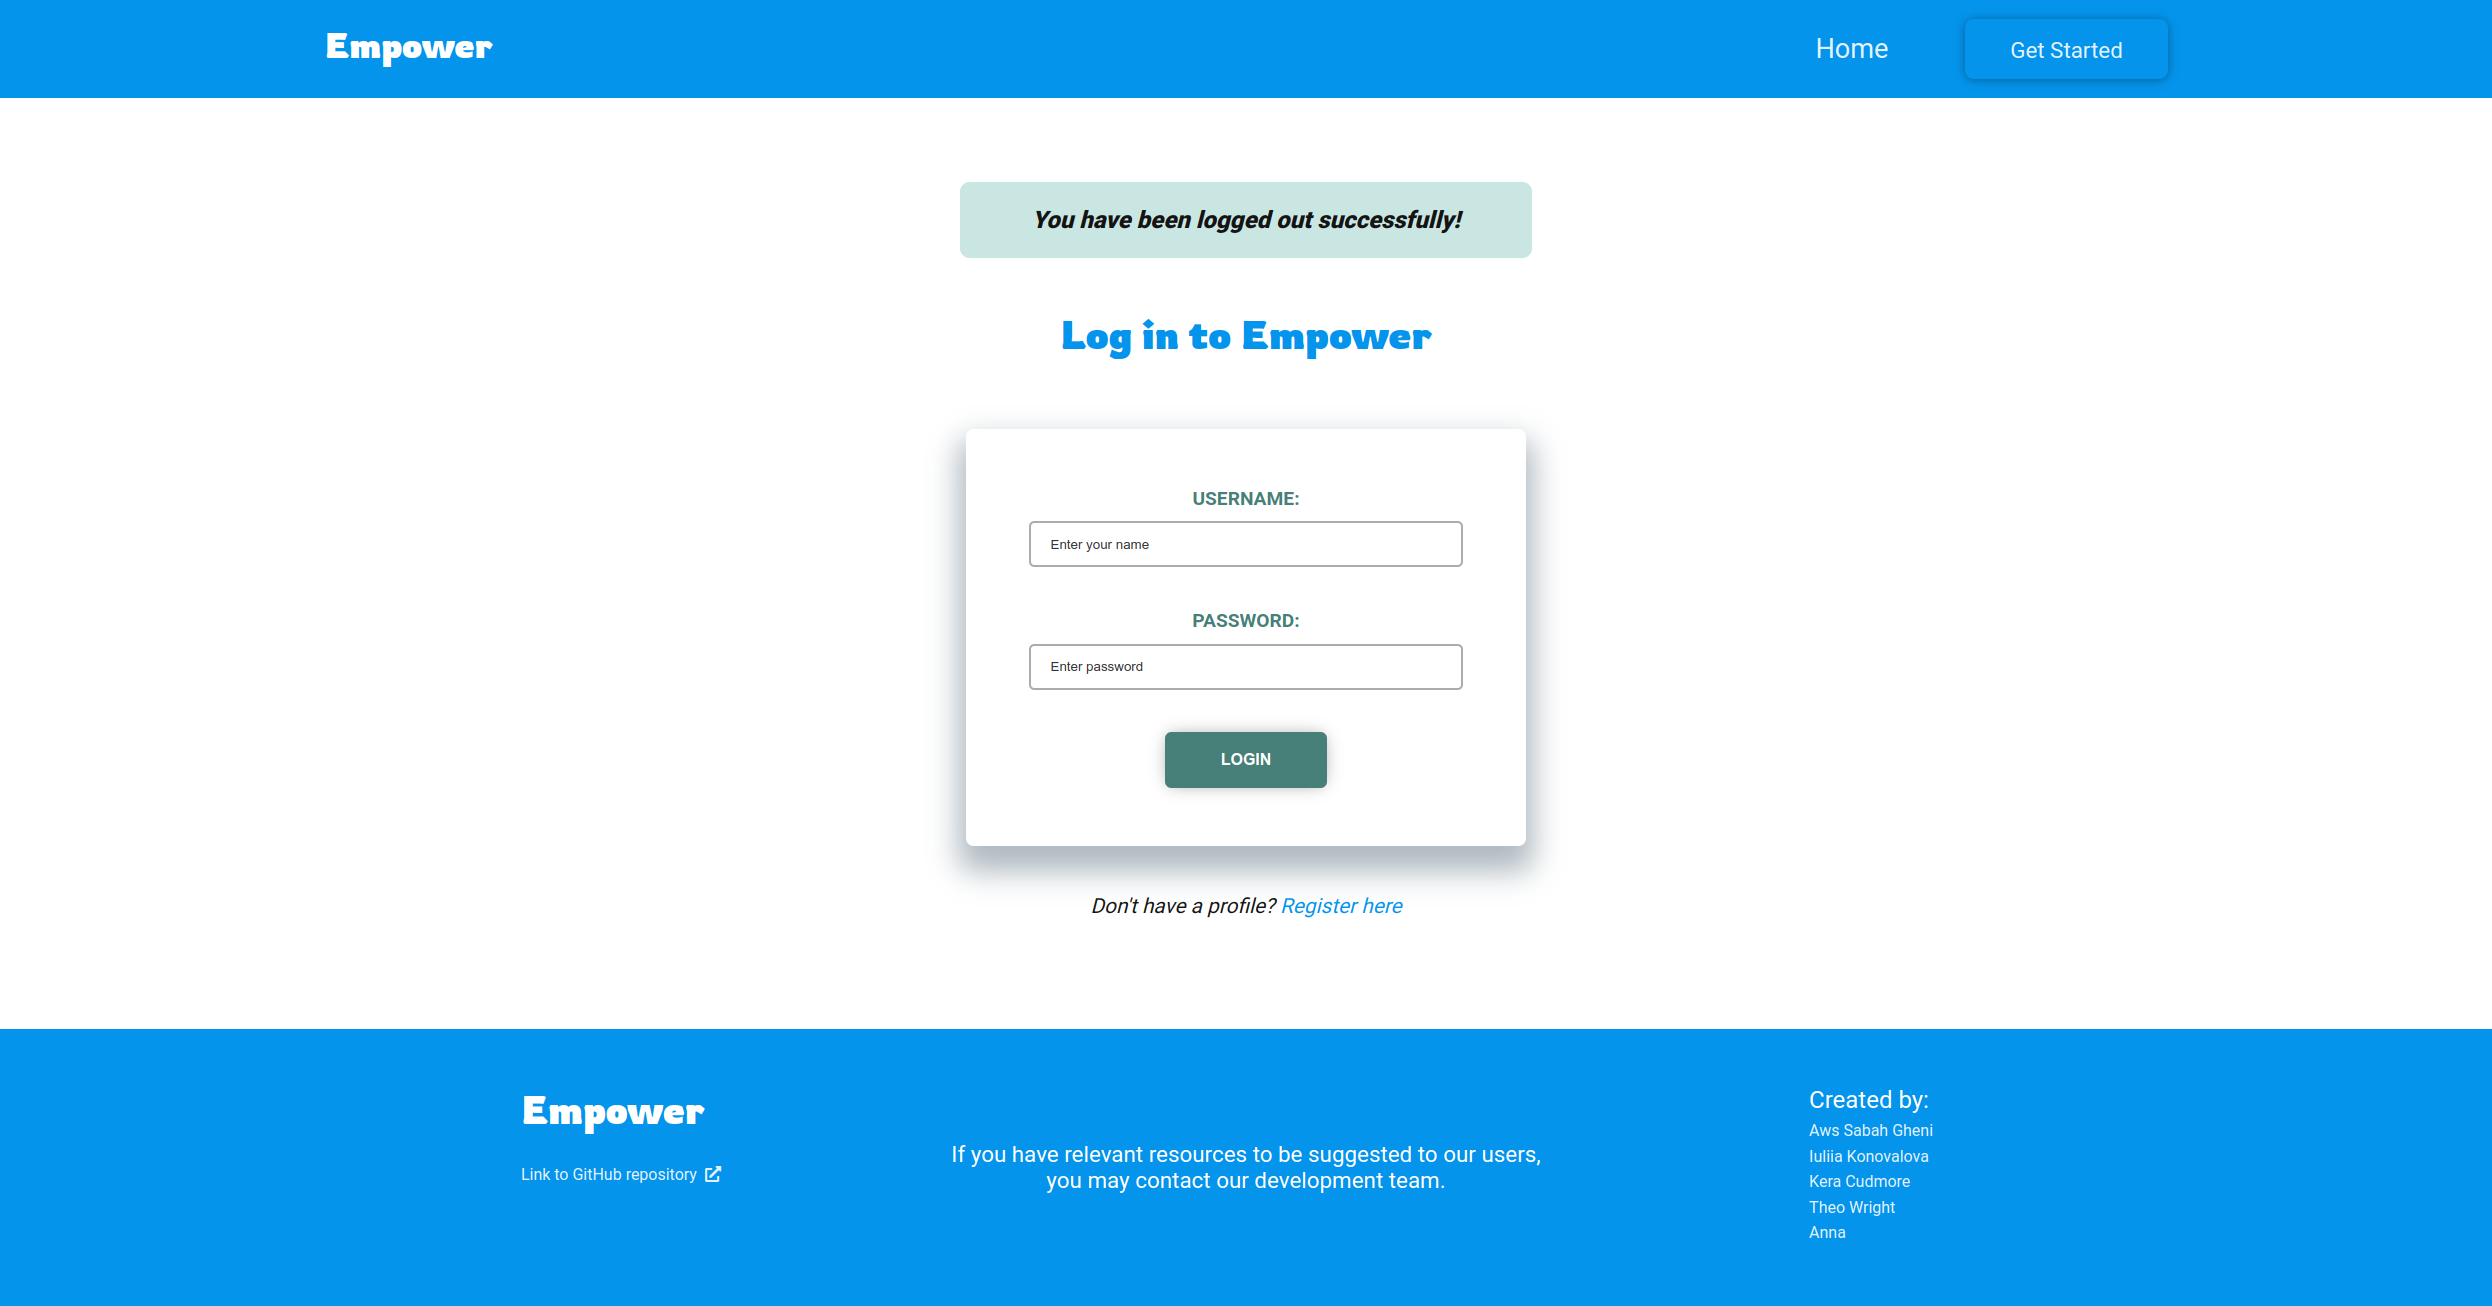 Empower
Home
Get Started
You have been logged out successfully!
Log in to Empower
USERNAME:
Enter your name
PASSWORD:
Enter password
LOGIN
Don't have a profile? Register here
Empower
Link to GitHub repository
If you have relevant resources to be suggested to our users,
you may contact our development team.
Created by:
Aws Sabah Gheni
Iuliia Konovalova
Kera Cudmore
Theo Wright
Anna